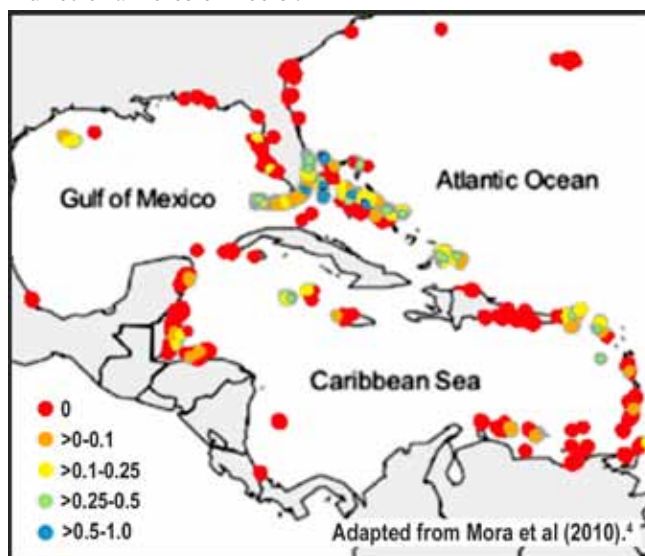 Gulf of Mexico
Atlantic Ocean
Caribbean Sea
0
>0-0.1
>0.1-0.25
>0.25-0.5
>0.5-1.0
Adapted from Mora et al (2010).⁴